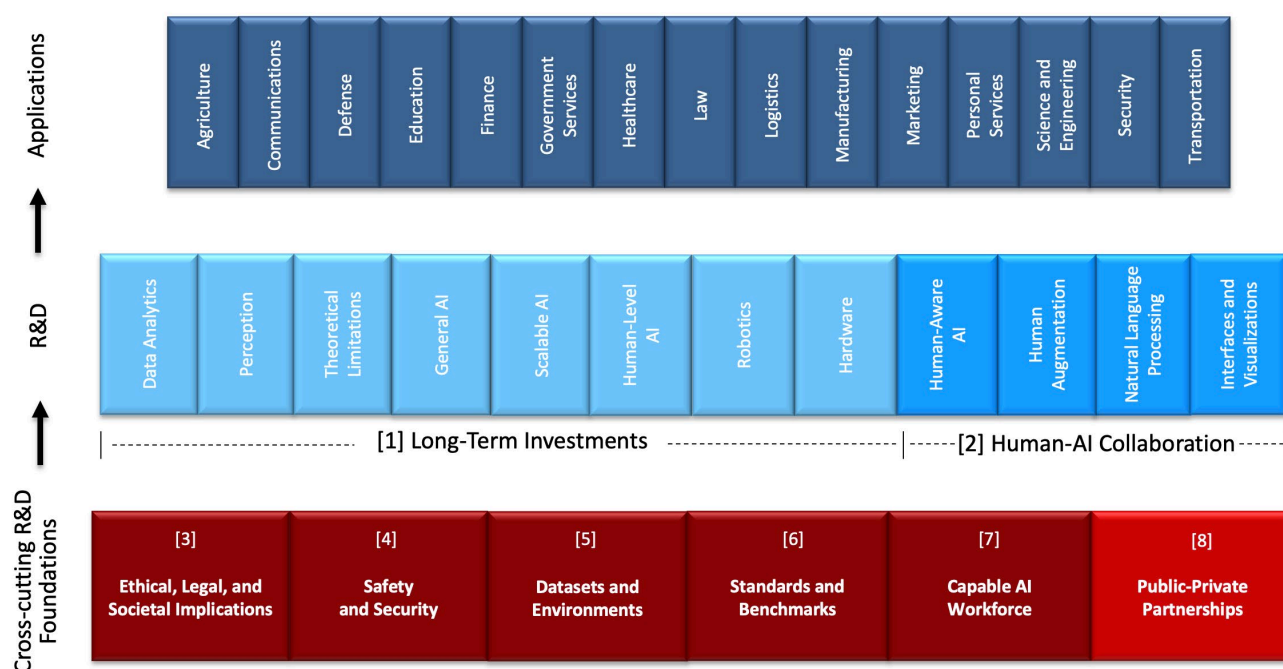 Applications
Agriculture
Communications
Defense
Education
Finance
Government
Services
Healthcare
Law
Logistics
Manufacturing
Marketing
Personal
Services
Science and
Engineering
Security
Transportation
R&D
Data Analytics
Perception
Theoretical
Limitations
General AI
Scalable AI
Human-Level
AI
Robotics
Hardware
Human-Aware
AI
Human
Augmentation
Natural Language
Processing
Interfaces and
Visualizations
[1] Long-Term Investments
[2] Human-AI Collaboration
Cross-cutting R&D
Foundations
[3]
Ethical, Legal, and
Societal Implications
[4]
Safety
and Security
[5]
Datasets and
Environments
[6]
Standards and
Benchmarks
[7]
Capable AI
Workforce
[8]
Public-Private
Partnerships